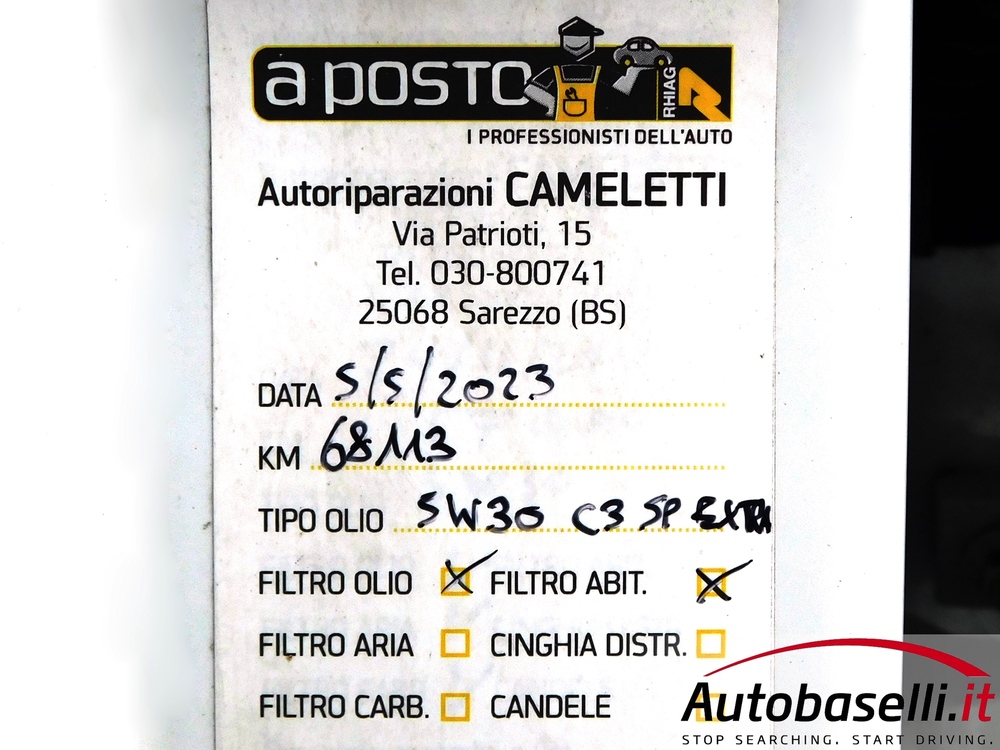 a posto
RHIAG
I PROFESSIONISTI DELL'AUTO
Autoriparazioni CAMELETTI
Via Patrioti, 15
Tel. 030-800741
25068 Sarezzo (BS)
DATA 5/5/2023
KM 68113
TIPO OLIO 5W30 C3 SP EXTRA
FILTRO OLIO FILTRO ABIT.
FILTRO ARIA CINGHIA DISTR.
FILTRO CARB. CANDELE
Autobaselli.it
STOP SEARCHING. START DRIVING.